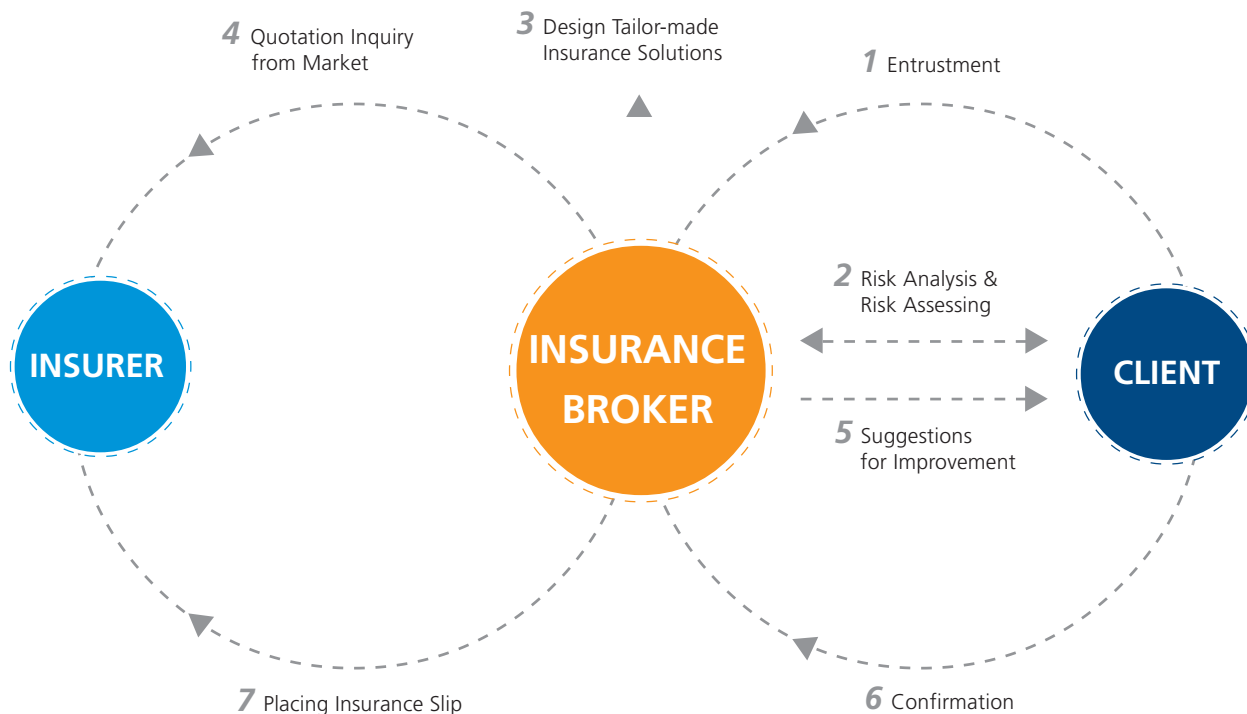 4 Quotation Inquiry
from Market
3 Design Tailor-made
Insurance Solutions
1 Entrustment
2 Risk Analysis &
Risk Assessing
INSURER
INSURANCE
BROKER
CLIENT
5 Suggestions
for Improvement
7 Placing Insurance Slip
6 Confirmation